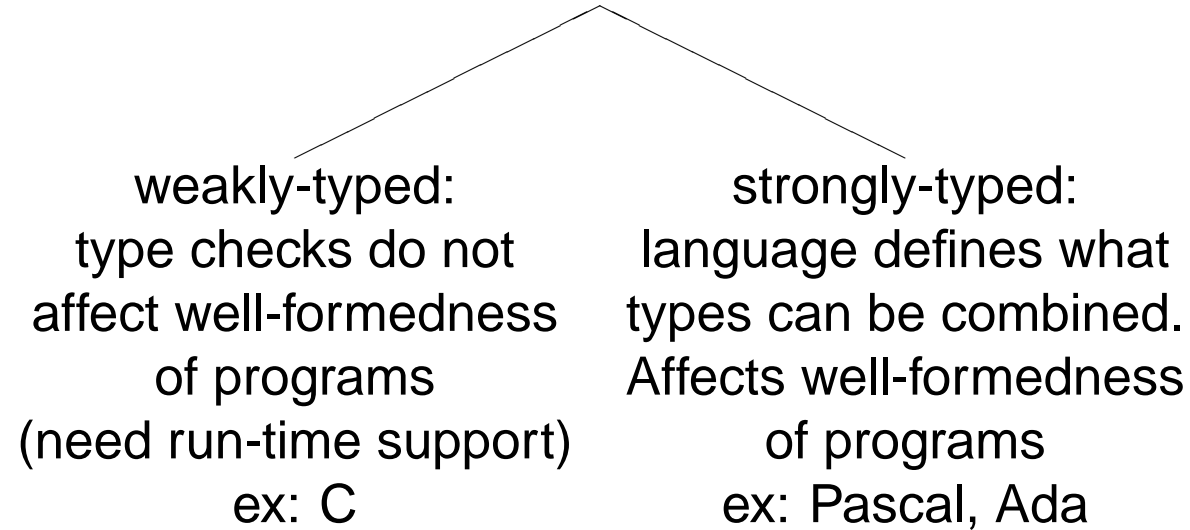 weakly-typed:
type checks do not
affect well-formedness
of programs
(need run-time support)
ex: C
strongly-typed:
language defines what
types can be combined.
Affects well-formedness
of programs
ex: Pascal, Ada